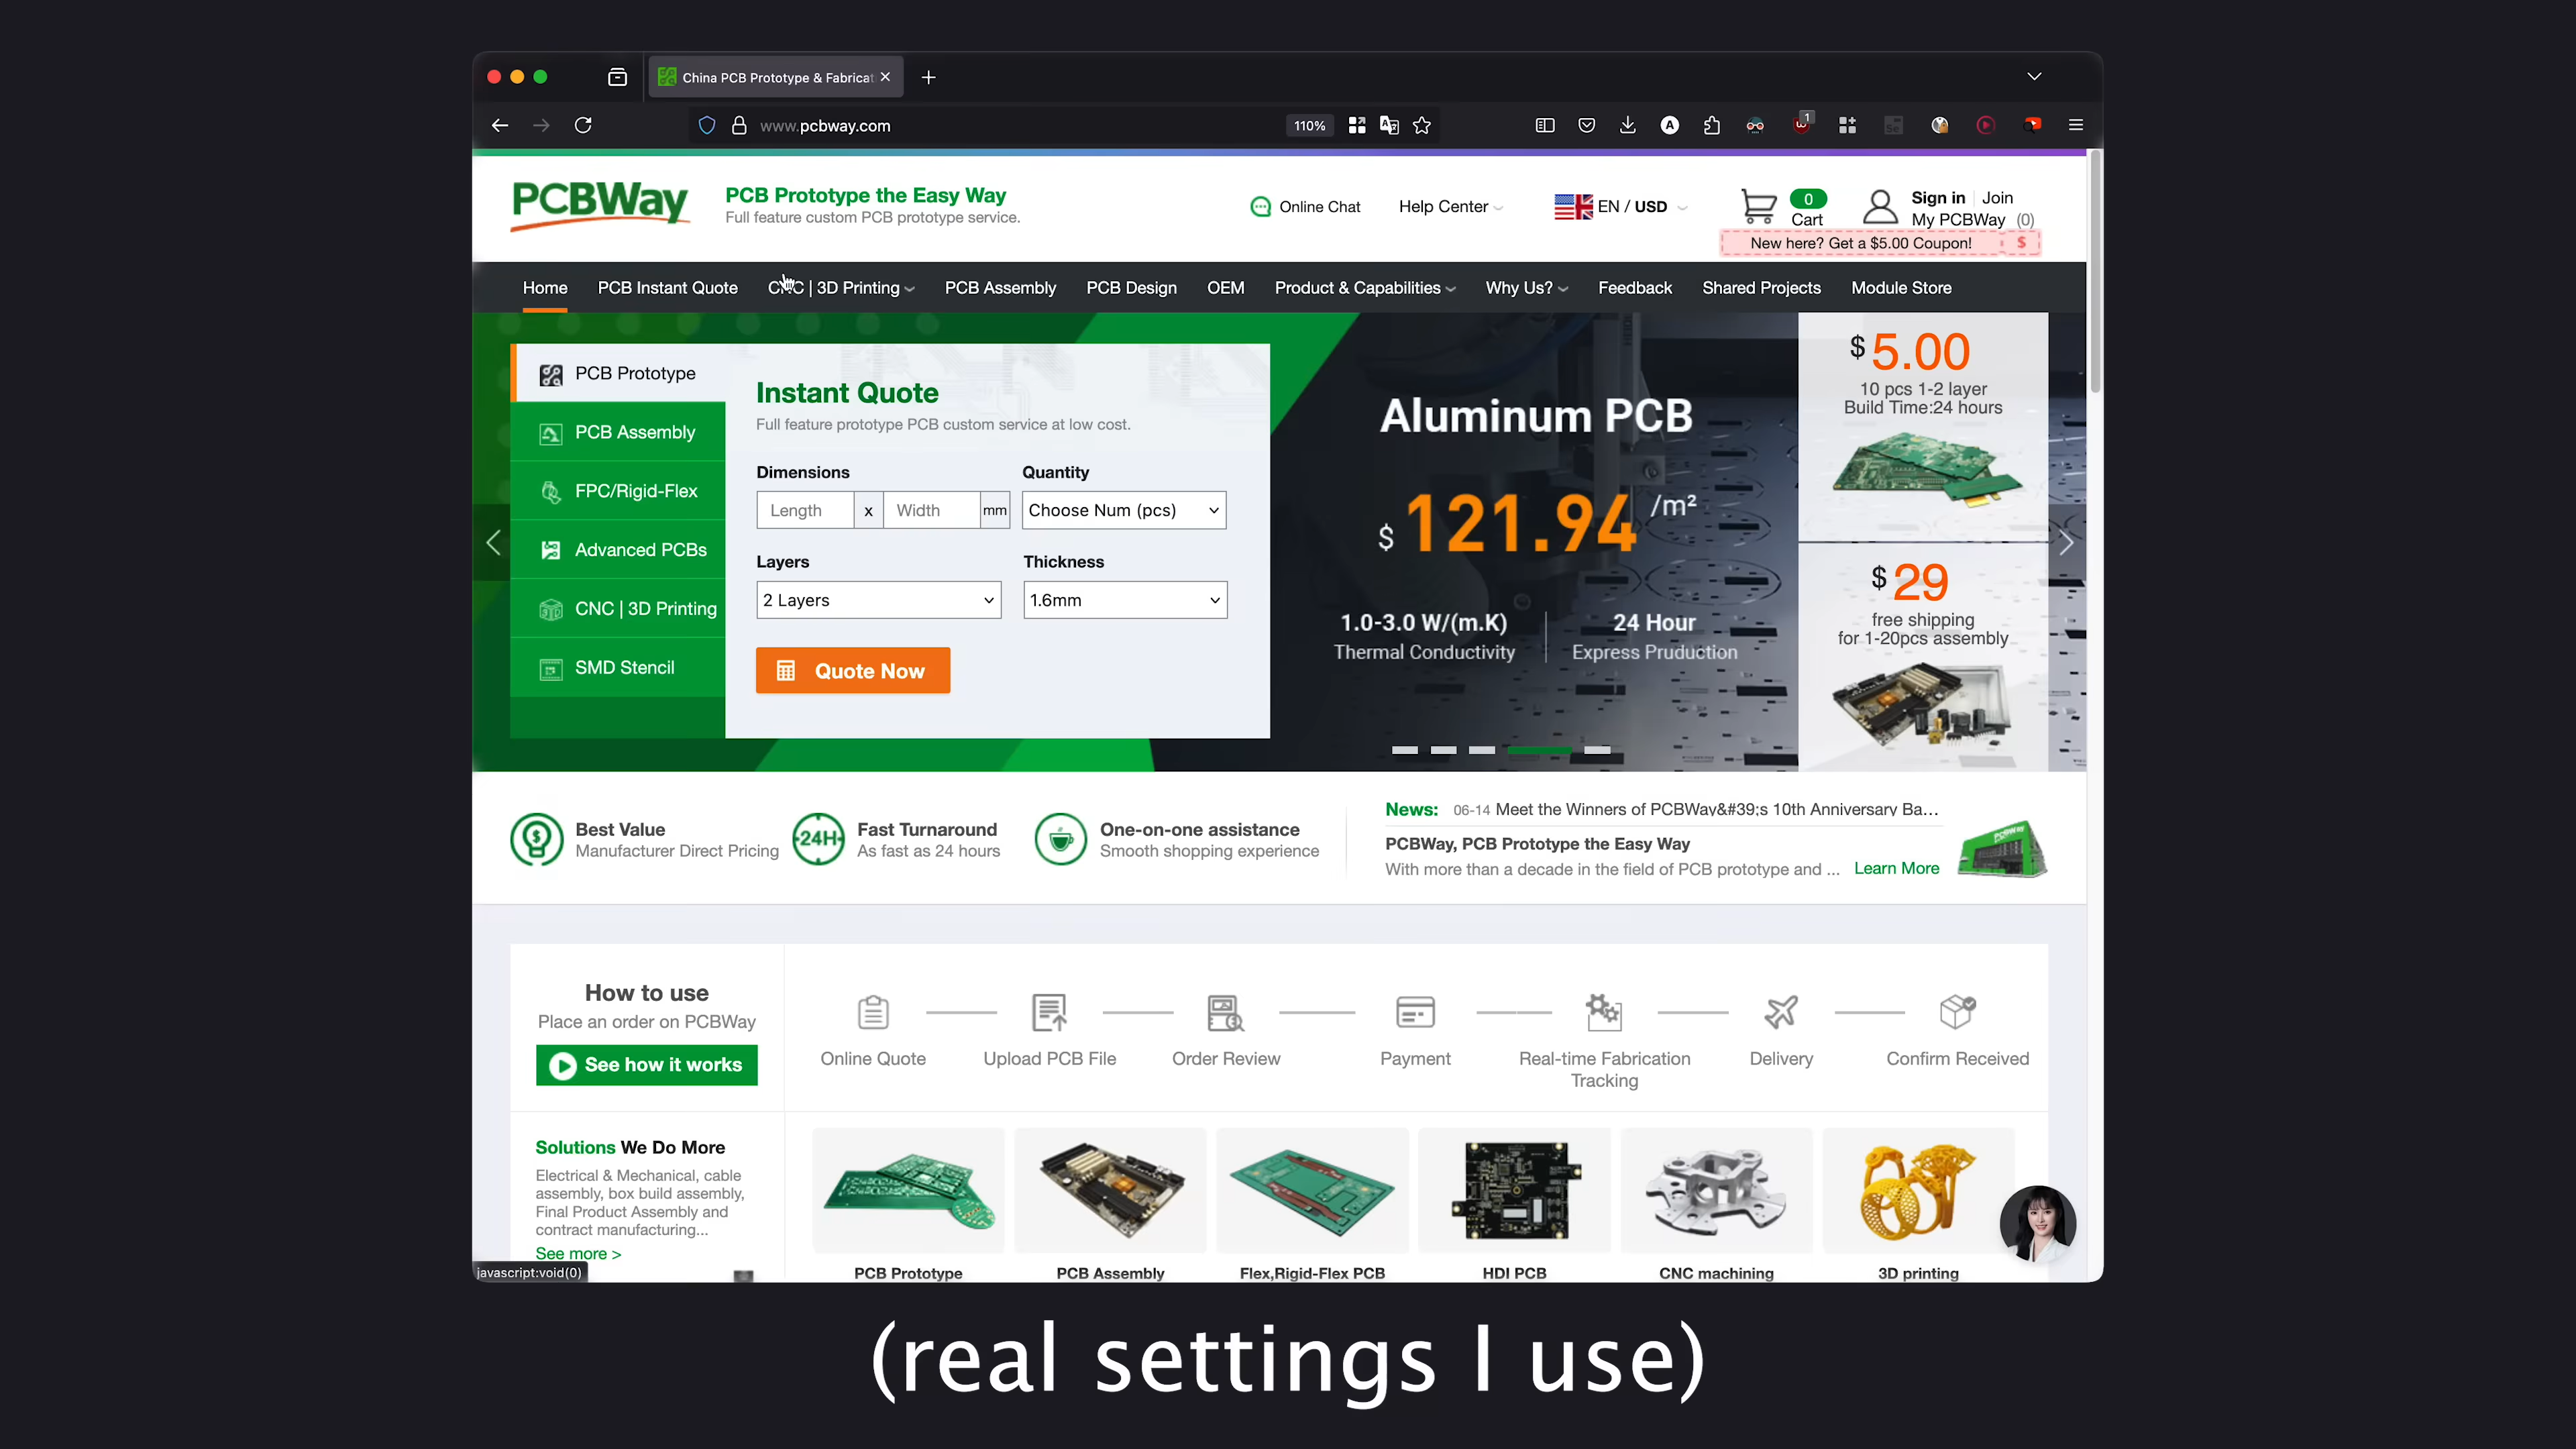 China PCB Prototype & Fabricat
www.pcbway.com
110%
A
1
PCBWay
PCB Prototype the Easy Way
Full feature custom PCB prototype service.
Online Chat
Help Center
EN / USD
0
Cart
Sign in
Join
My PCBWay (0)
New here? Get a $5.00 Coupon!
$
Home
PCB Instant Quote
CNC | 3D Printing
PCB Assembly
PCB Design
OEM
Product & Capabilities
Why Us?
Feedback
Shared Projects
Module Store
PCB Prototype
PCB Assembly
FPC/Rigid-Flex
Advanced PCBs
CNC | 3D Printing
SMD Stencil
Instant Quote
Full feature prototype PCB custom service at low cost.
Dimensions
Quantity
Length x Width mm
Choose Num (pcs)
Layers
Thickness
2 Layers
1.6mm
Quote Now
Aluminum PCB
$ 121.94 /m²
1.0-3.0 W/(m.K)
Thermal Conductivity
24 Hour
Express Pruduction
$ 5.00
10 pcs 1-2 layer
Build Time:24 hours
$ 29
free shipping
for 1-20pcs assembly
Best Value
Manufacturer Direct Pricing
24H
Fast Turnaround
As fast as 24 hours
One-on-one assistance
Smooth shopping experience
News: 06-14 Meet the Winners of PCBWay&#39;s 10th Anniversary Ba...
PCBWay, PCB Prototype the Easy Way
With more than a decade in the field of PCB prototype and ... Learn More
How to use
Place an order on PCBWay
See how it works
Online Quote
Upload PCB File
Order Review
Payment
Real-time Fabrication
Tracking
Delivery
Confirm Received
Solutions We Do More
Electrical & Mechanical, cable
assembly, box build assembly,
Final Product Assembly and
contract manufacturing...
See more >
javascript:void(0)
PCB Prototype
PCB Assembly
Flex,Rigid-Flex PCB
HDI PCB
CNC machining
3D printing
(real settings I use)